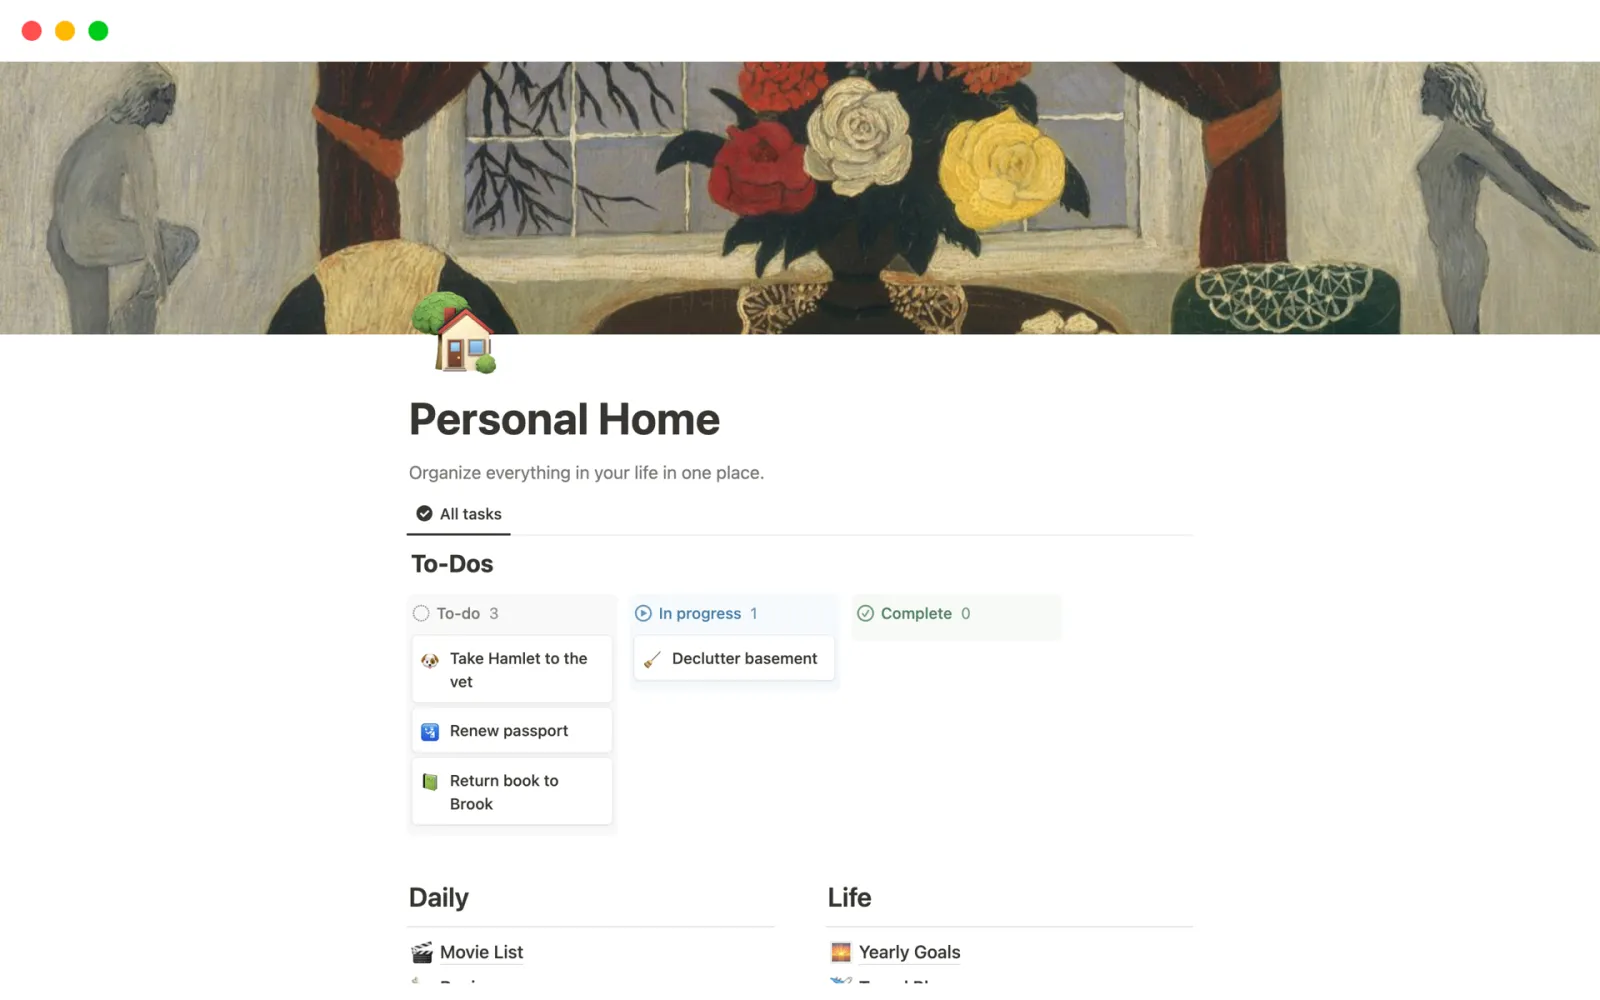 Personal Home
Organize everything in your life in one place.
All tasks
To-Dos
To-do 3
Take Hamlet to the
vet
Renew passport
Return book to
Brook
In progress 1
Declutter basement
Complete 0
Daily
Movie List
Life
Yearly Goals